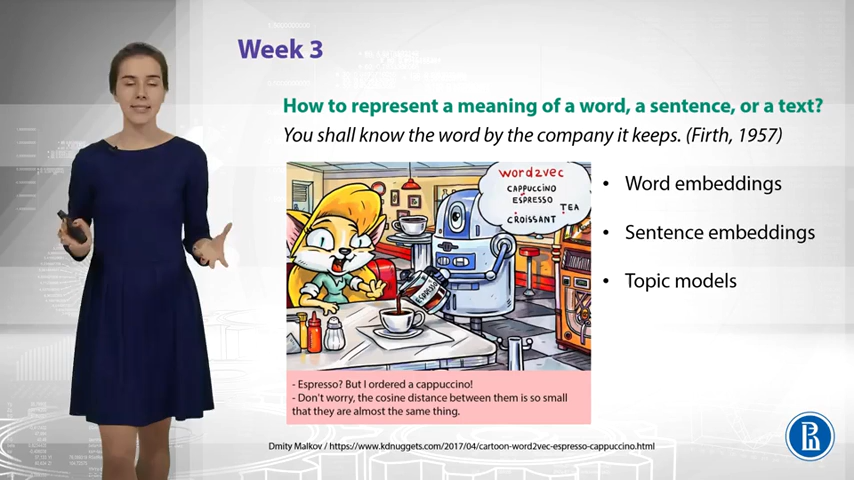 Week 3
How to represent a meaning of a word, a sentence, or a text?
You shall know the word by the company it keeps. (Firth, 1957)
word2vec
CAPPUCCINO
ESPRESSO
TEA
CROISSANT
ESPRESSO
• Word embeddings
• Sentence embeddings
• Topic models
- Espresso? But I ordered a cappuccino!
- Don't worry, the cosine distance between them is so small
that they are almost the same thing.
Dmity Malkov / https://www.kdnuggets.com/2017/04/cartoon-word2vec-espresso-cappuccino.html